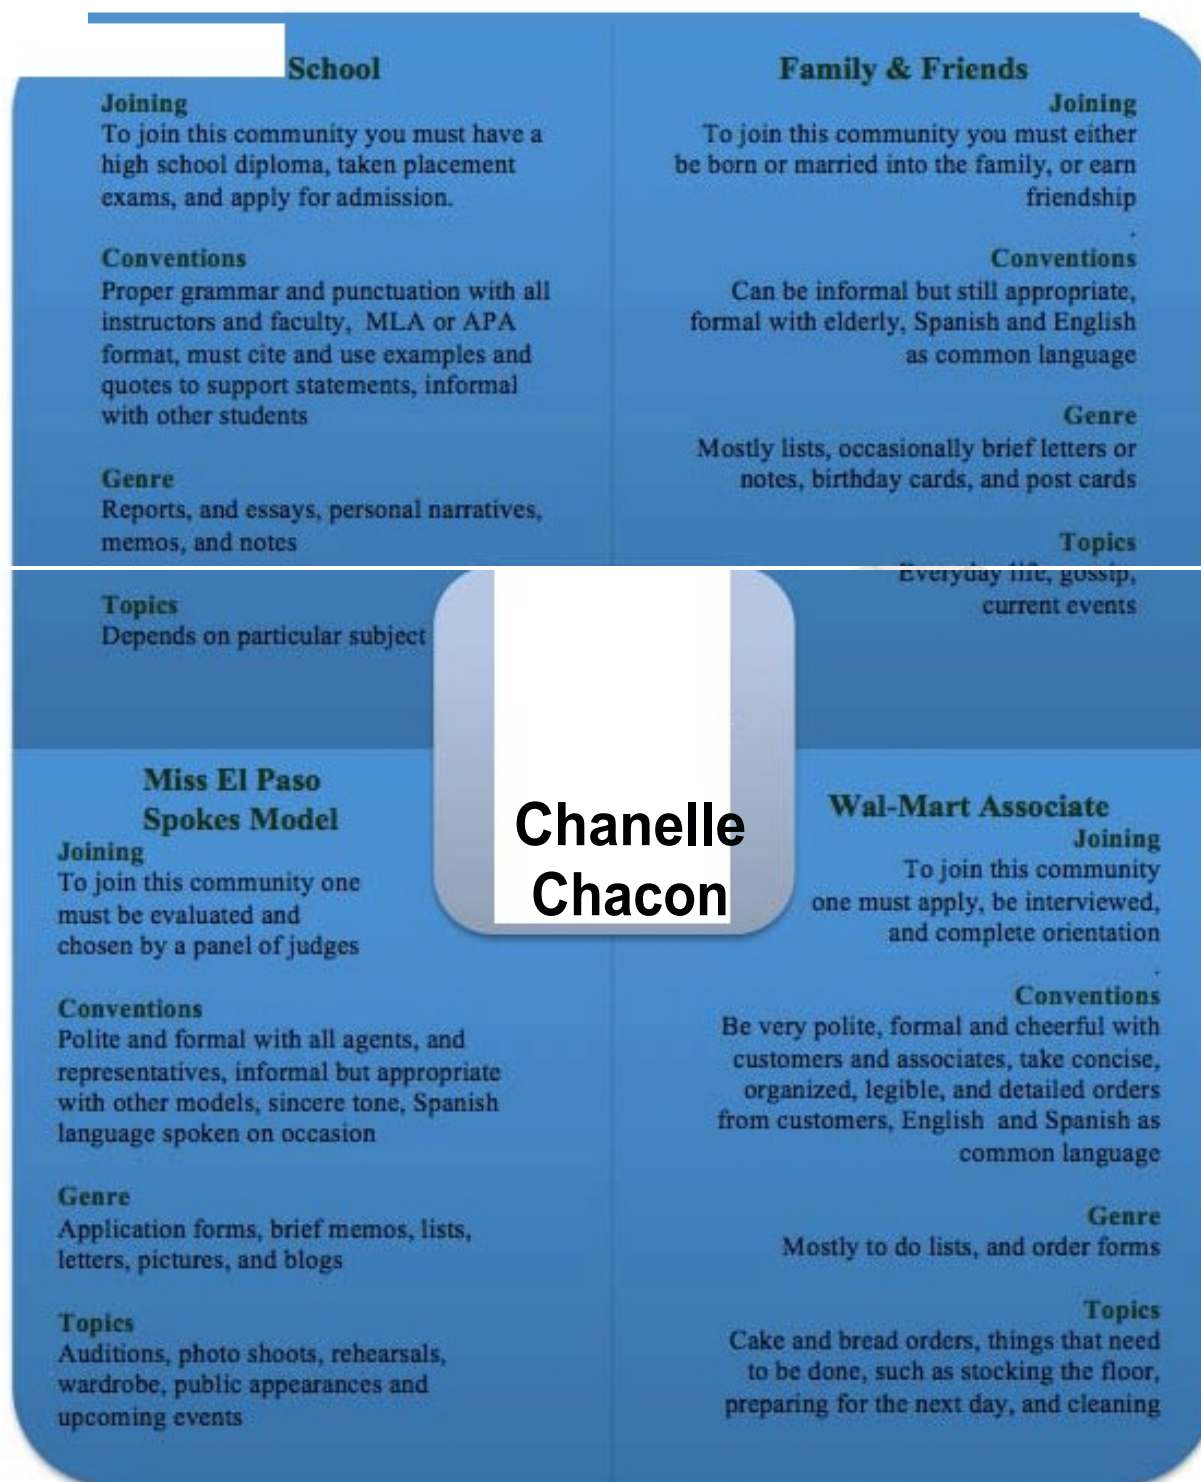 School
Joining
To join this community you must have a
high school diploma, taken placement
exams, and apply for admission.
Conventions
Proper grammar and punctuation with all
instructors and faculty, MLA or APA
format, must cite and use examples and
quotes to support statements, informal
with other students
Genre
Reports, and essays, personal narratives,
memos, and notes
Topics
Depends on particular subject
Family & Friends
Joining
To join this community you must either
be born or married into the family, or earn
friendship
.
Conventions
Can be informal but still appropriate,
formal with elderly, Spanish and English
as common language
Genre
Mostly lists, occasionally brief letters or
notes, birthday cards, and post cards
Topics
Everyday life, gossip,
current events
Chanelle
Chacon
Miss El Paso
Spokes Model
Joining
To join this community one
must be evaluated and
chosen by a panel of judges
Conventions
Polite and formal with all agents, and
representatives, informal but appropriate
with other models, sincere tone, Spanish
language spoken on occasion
Genre
Application forms, brief memos, lists,
letters, pictures, and blogs
Topics
Auditions, photo shoots, rehearsals,
wardrobe, public appearances and
upcoming events
Wal-Mart Associate
Joining
To join this community
one must apply, be interviewed,
and complete orientation
.
Conventions
Be very polite, formal and cheerful with
customers and associates, take concise,
organized, legible, and detailed orders
from customers, English and Spanish as
common language
Genre
Mostly to do lists, and order forms
Topics
Cake and bread orders, things that need
to be done, such as stocking the floor,
preparing for the next day, and cleaning